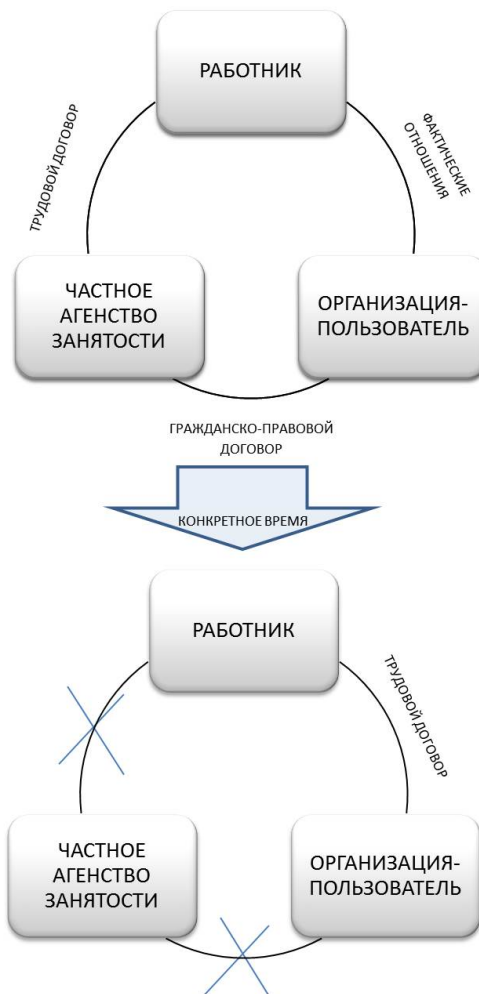 РАБОТНИК
ТРУДОВОЙ ДОГОВОР
ФАКТИЧЕСКИЕ
ОТНОШЕНИЯ
ЧАСТНОЕ
АГЕНСТВО
ЗАНЯТОСТИ
ОРГАНИЗАЦИЯ-
ПОЛЬЗОВАТЕЛЬ
ГРАЖДАНСКО-ПРАВОВОЙ
ДОГОВОР
КОНКРЕТНОЕ ВРЕМЯ
РАБОТНИК
ТРУДОВОЙ ДОГОВОР
ЧАСТНОЕ
АГЕНСТВО
ЗАНЯТОСТИ
ОРГАНИЗАЦИЯ-
ПОЛЬЗОВАТЕЛЬ